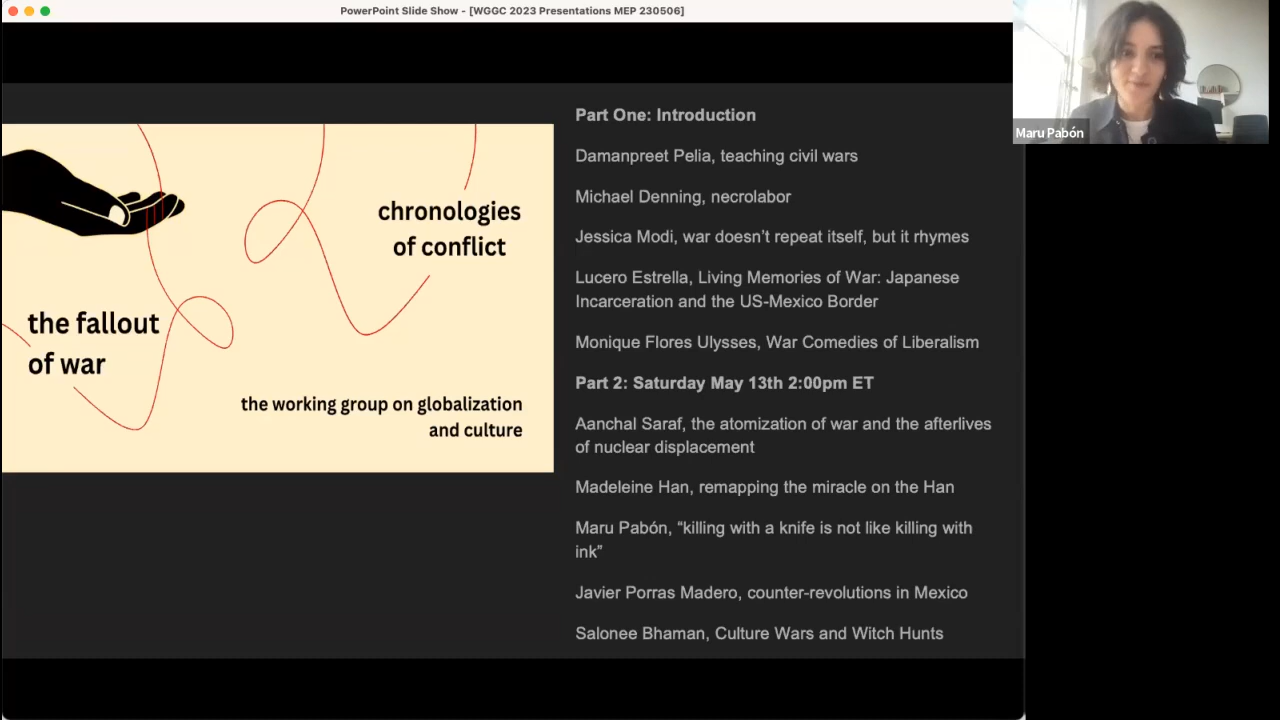 PowerPoint Slide Show - [WGGC 2023 Presentations MEP 230506]
Maru Pabón
chronologies
of conflict
the fallout
of war
the working group on globalization
and culture
Part One: Introduction
Damanpreet Pelia, teaching civil wars
Michael Denning, necrolabor
Jessica Modi, war doesn’t repeat itself, but it rhymes
Lucero Estrella, Living Memories of War: Japanese
Incarceration and the US-Mexico Border
Monique Flores Ulysses, War Comedies of Liberalism
Part 2: Saturday May 13th 2:00pm ET
Aanchal Saraf, the atomization of war and the afterlives
of nuclear displacement
Madeleine Han, remapping the miracle on the Han
Maru Pabón, “killing with a knife is not like killing with
ink”
Javier Porras Madero, counter-revolutions in Mexico
Salonee Bhaman, Culture Wars and Witch Hunts